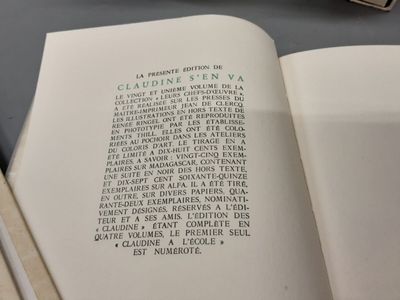 LA PRÉSENTE ÉDITION DE
CLAUDINE S'EN VA
LE VINGT ET UNIÈME VOLUME DE LA
COLLECTION « LEURS CHEFS-D'ŒUVRE »,
A ÉTÉ RÉALISÉE SUR LES PRESSES DU
MAITRE-IMPRIMEUR JEAN DE CLERCQ.
LES ILLUSTRATIONS EN HORS TEXTE DE
RENÉE RINGEL ONT ÉTÉ REPRODUITES
EN PHOTOTYPIE PAR LES ÉTABLISSE-
MENTS THILL. ELLES ONT ÉTÉ COLO-
RIÉES AU POCHOIR DANS LES ATELIERS
DU COLORIS D'ART. LE TIRAGE EN A
ÉTÉ LIMITÉ A DIX-HUIT CENTS EXEM-
PLAIRES, A SAVOIR : VINGT-CINQ EXEM-
PLAIRES SUR MADAGASCAR, CONTENANT
UNE SUITE EN NOIR DES HORS TEXTE,
ET DIX-SEPT CENT SOIXANTE-QUINZE
EXEMPLAIRES SUR ALFA. IL A ÉTÉ TIRÉ,
EN OUTRE, SUR DIVERS PAPIERS, QUA-
RANTE-DEUX EXEMPLAIRES, NOMINATI-
VEMENT DÉSIGNÉS, RÉSERVÉS A L'ÉDI-
TEUR ET A SES AMIS. L'ÉDITION DES
« CLAUDINE » ÉTANT COMPLÈTE EN
QUATRE VOLUMES, LE PREMIER SEUL
« CLAUDINE A L'ÉCOLE »
EST NUMÉROTÉ.